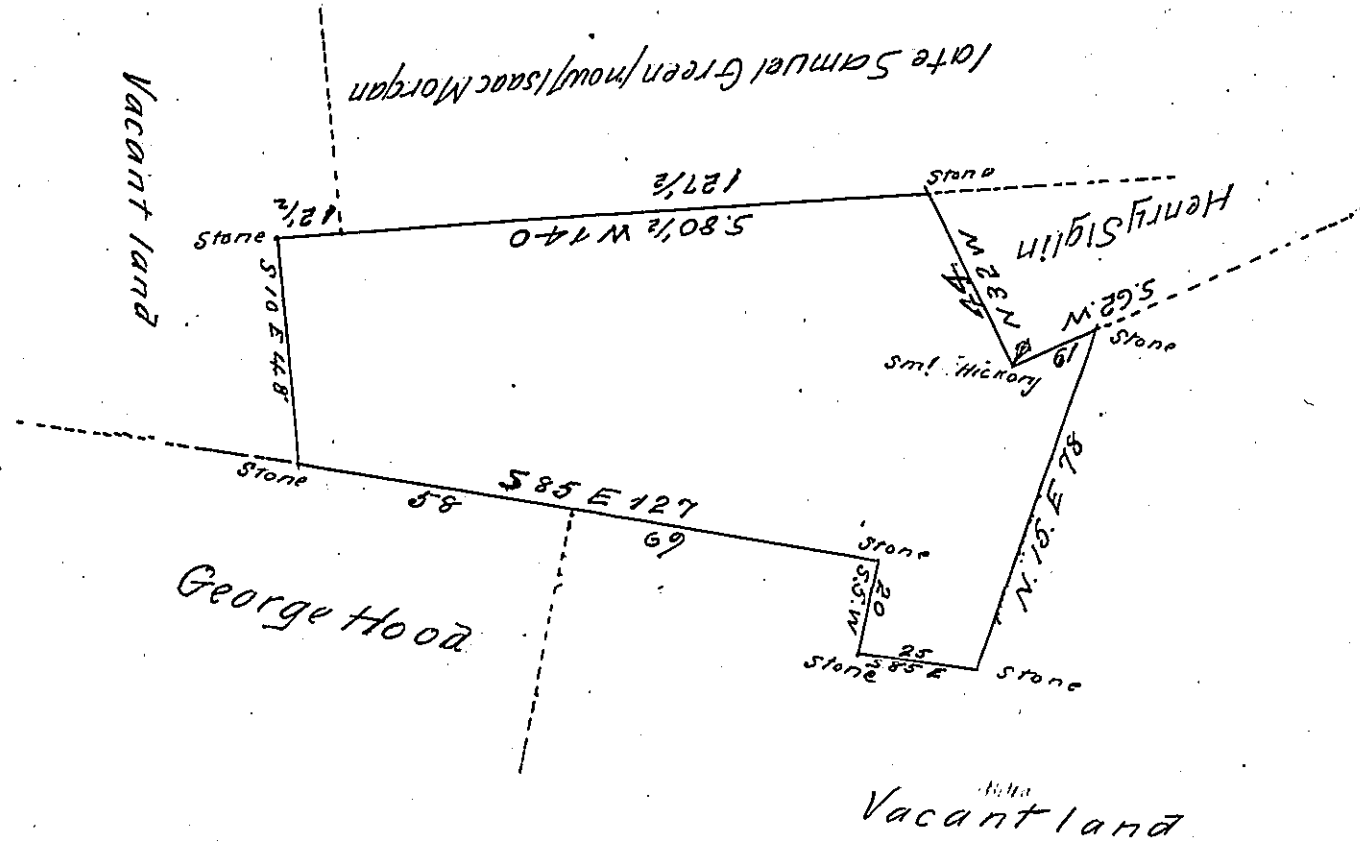 late Samuel Green/now/Isaac Morgan
Vacant land
Stone
12½
127½
S.80½ W 140
Stone
Henry Siglin
N 32 W
44
S.62.W
19
Stone
Sml. Hickory
S 10 E 48
Stone
58
S 85 E 127
69
Stone
20
S.5.W
Stone
25
S 85 E
Stone
N.19.E 78
George Hood
Vacant land